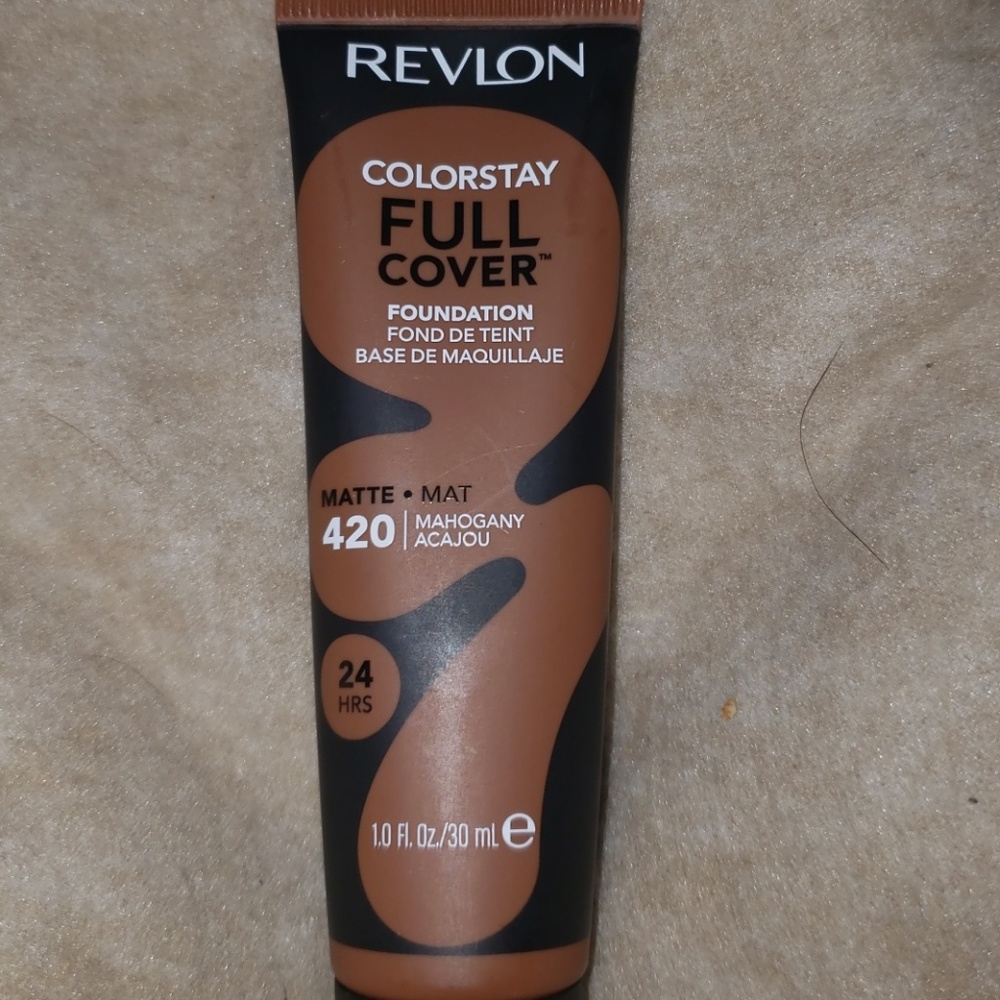 REVLON
COLORSTAY
FULL
COVER™
FOUNDATION
FOND DE TEINT
BASE DE MAQUILLAJE
MATTE • MAT
420 | MAHOGANY
ACAJOU
24
HRS
1.0 Fl. Oz./30 mL e